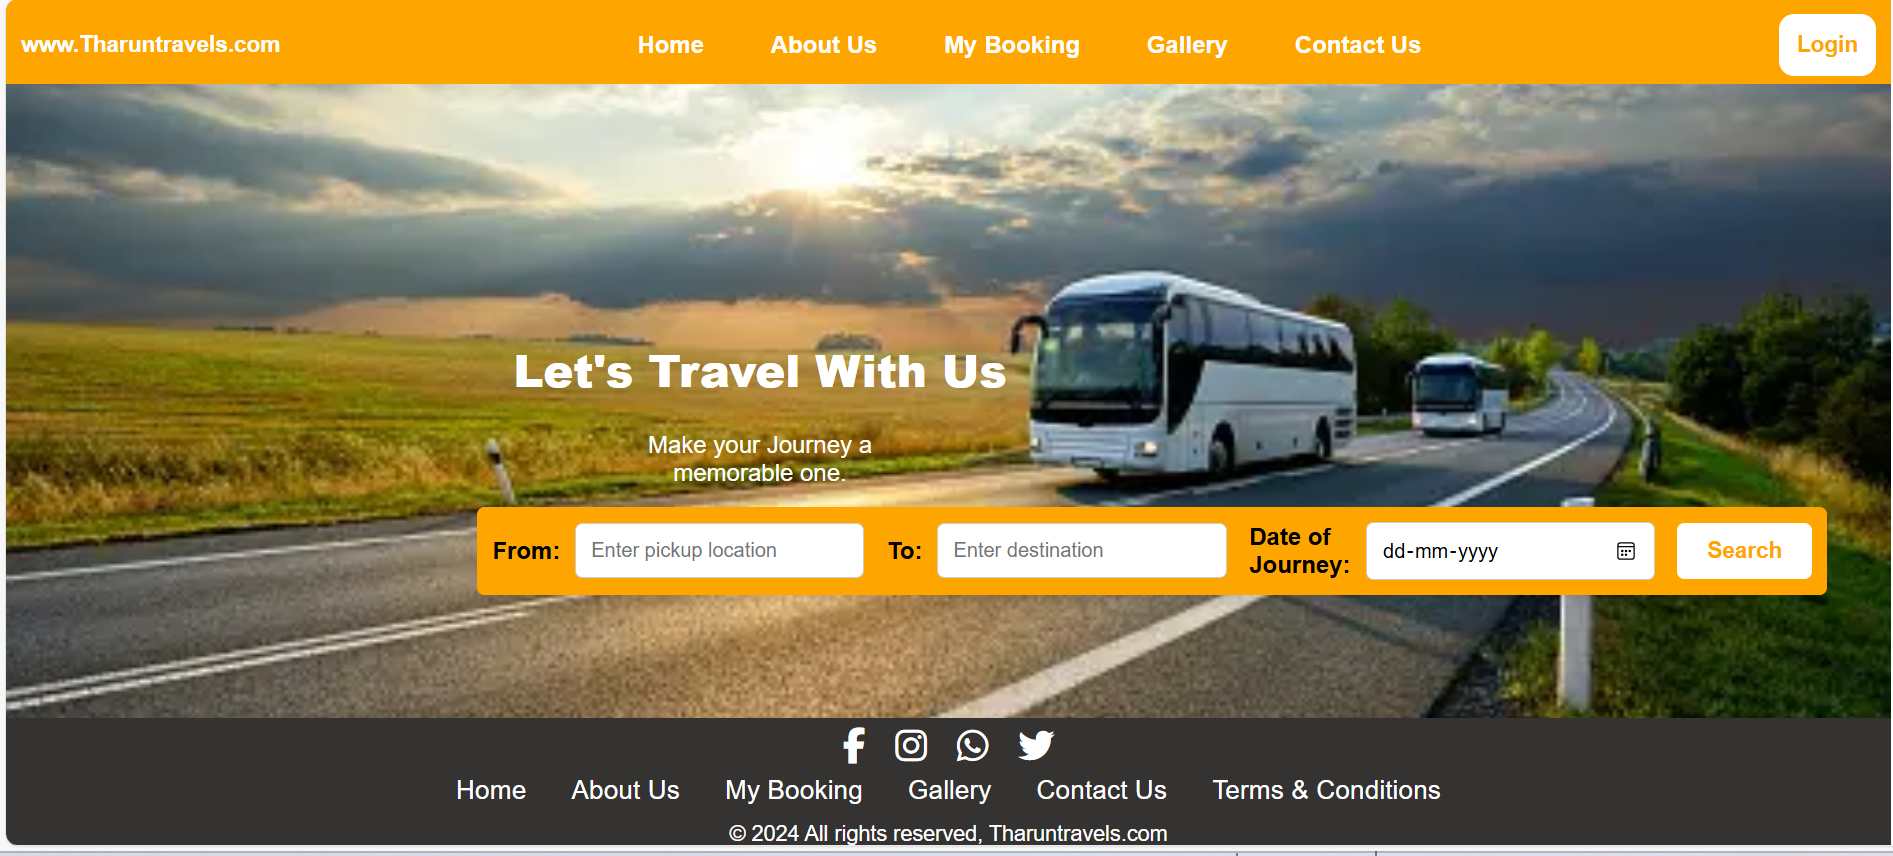 www.Tharuntravels.com Home About Us My Booking Gallery Contact Us Login
Let's Travel With Us
Make your Journey a
memorable one.
From: Enter pickup location To: Enter destination Date of
Journey: dd-mm-yyyy Search
Home About Us My Booking Gallery Contact Us Terms & Conditions
© 2024 All rights reserved, Tharuntravels.com